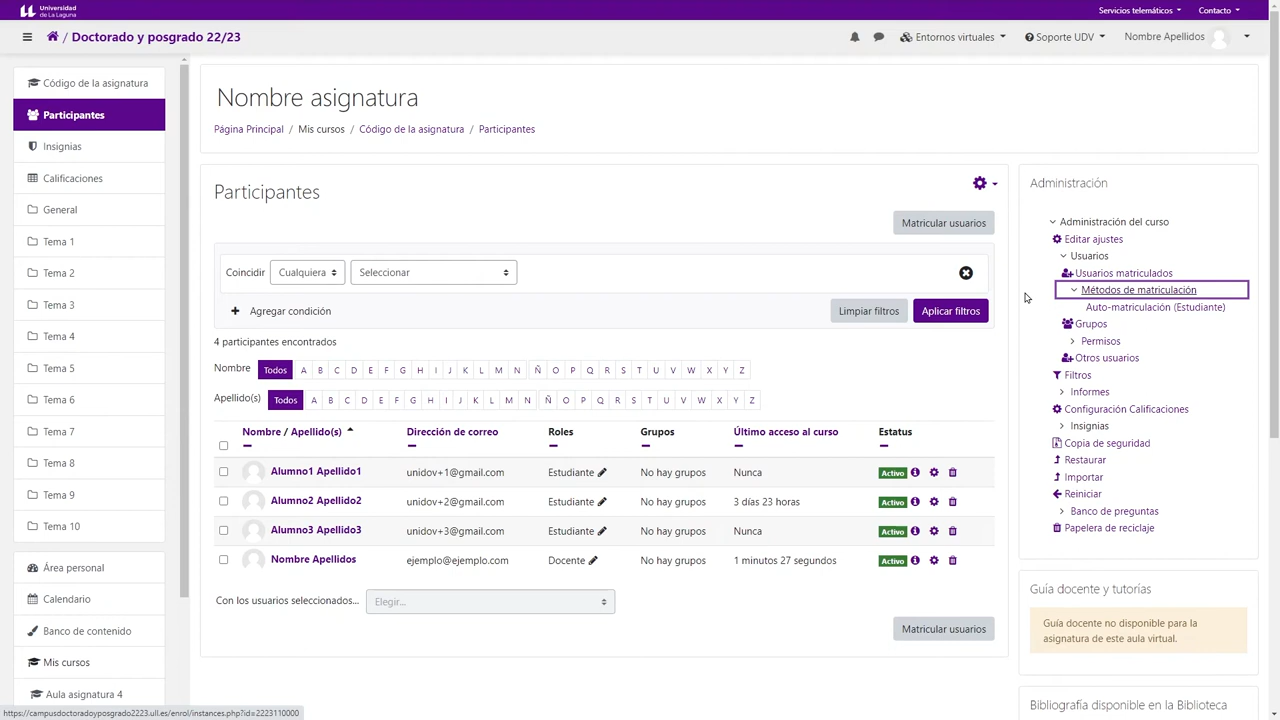 Universidad
de La Laguna
Servicios telemáticos
Contacto
/ Doctorado y posgrado 22/23
Entornos virtuales
Soporte UDV
Nombre Apellidos
Código de la asignatura
Participantes
Insignias
Calificaciones
General
Tema 1
Tema 2
Tema 3
Tema 4
Tema 5
Tema 6
Tema 7
Tema 8
Tema 9
Tema 10
Área personal
Calendario
Banco de contenido
Mis cursos
Aula asignatura 4
Nombre asignatura
Página Principal / Mis cursos / Código de la asignatura / Participantes
Participantes
Matricular usuarios
Coincidir Cualquiera Seleccionar
Agregar condición
Limpiar filtros
Aplicar filtros
4 participantes encontrados
Nombre Todos A B C D E F G H I J K L M N Ñ O P Q R S T U V W X Y Z
Apellido(s) Todos A B C D E F G H I J K L M N Ñ O P Q R S T U V W X Y Z
Nombre / Apellido(s) Dirección de correo Roles Grupos Último acceso al curso Estatus
Alumno1 Apellido1 unidov+1@gmail.com Estudiante No hay grupos Nunca Activo
Alumno2 Apellido2 unidov+2@gmail.com Estudiante No hay grupos 3 días 23 horas Activo
Alumno3 Apellido3 unidov+3@gmail.com Estudiante No hay grupos Nunca Activo
Nombre Apellidos ejemplo@ejemplo.com Docente No hay grupos 1 minutos 27 segundos Activo
Con los usuarios seleccionados... Elegir...
Matricular usuarios
Administración
Administración del curso
Editar ajustes
Usuarios
Usuarios matriculados
Métodos de matriculación
Auto-matriculación (Estudiante)
Grupos
Permisos
Otros usuarios
Filtros
Informes
Configuración Calificaciones
Insignias
Copia de seguridad
Restaurar
Importar
Reiniciar
Banco de preguntas
Papelera de reciclaje
Guía docente y tutorías
Guía docente no disponible para la
asignatura de este aula virtual.
Bibliografía disponible en la Biblioteca
https://campusdoctoradoyposgrado2223.ull.es/enrol/instances.php?id=2223110000